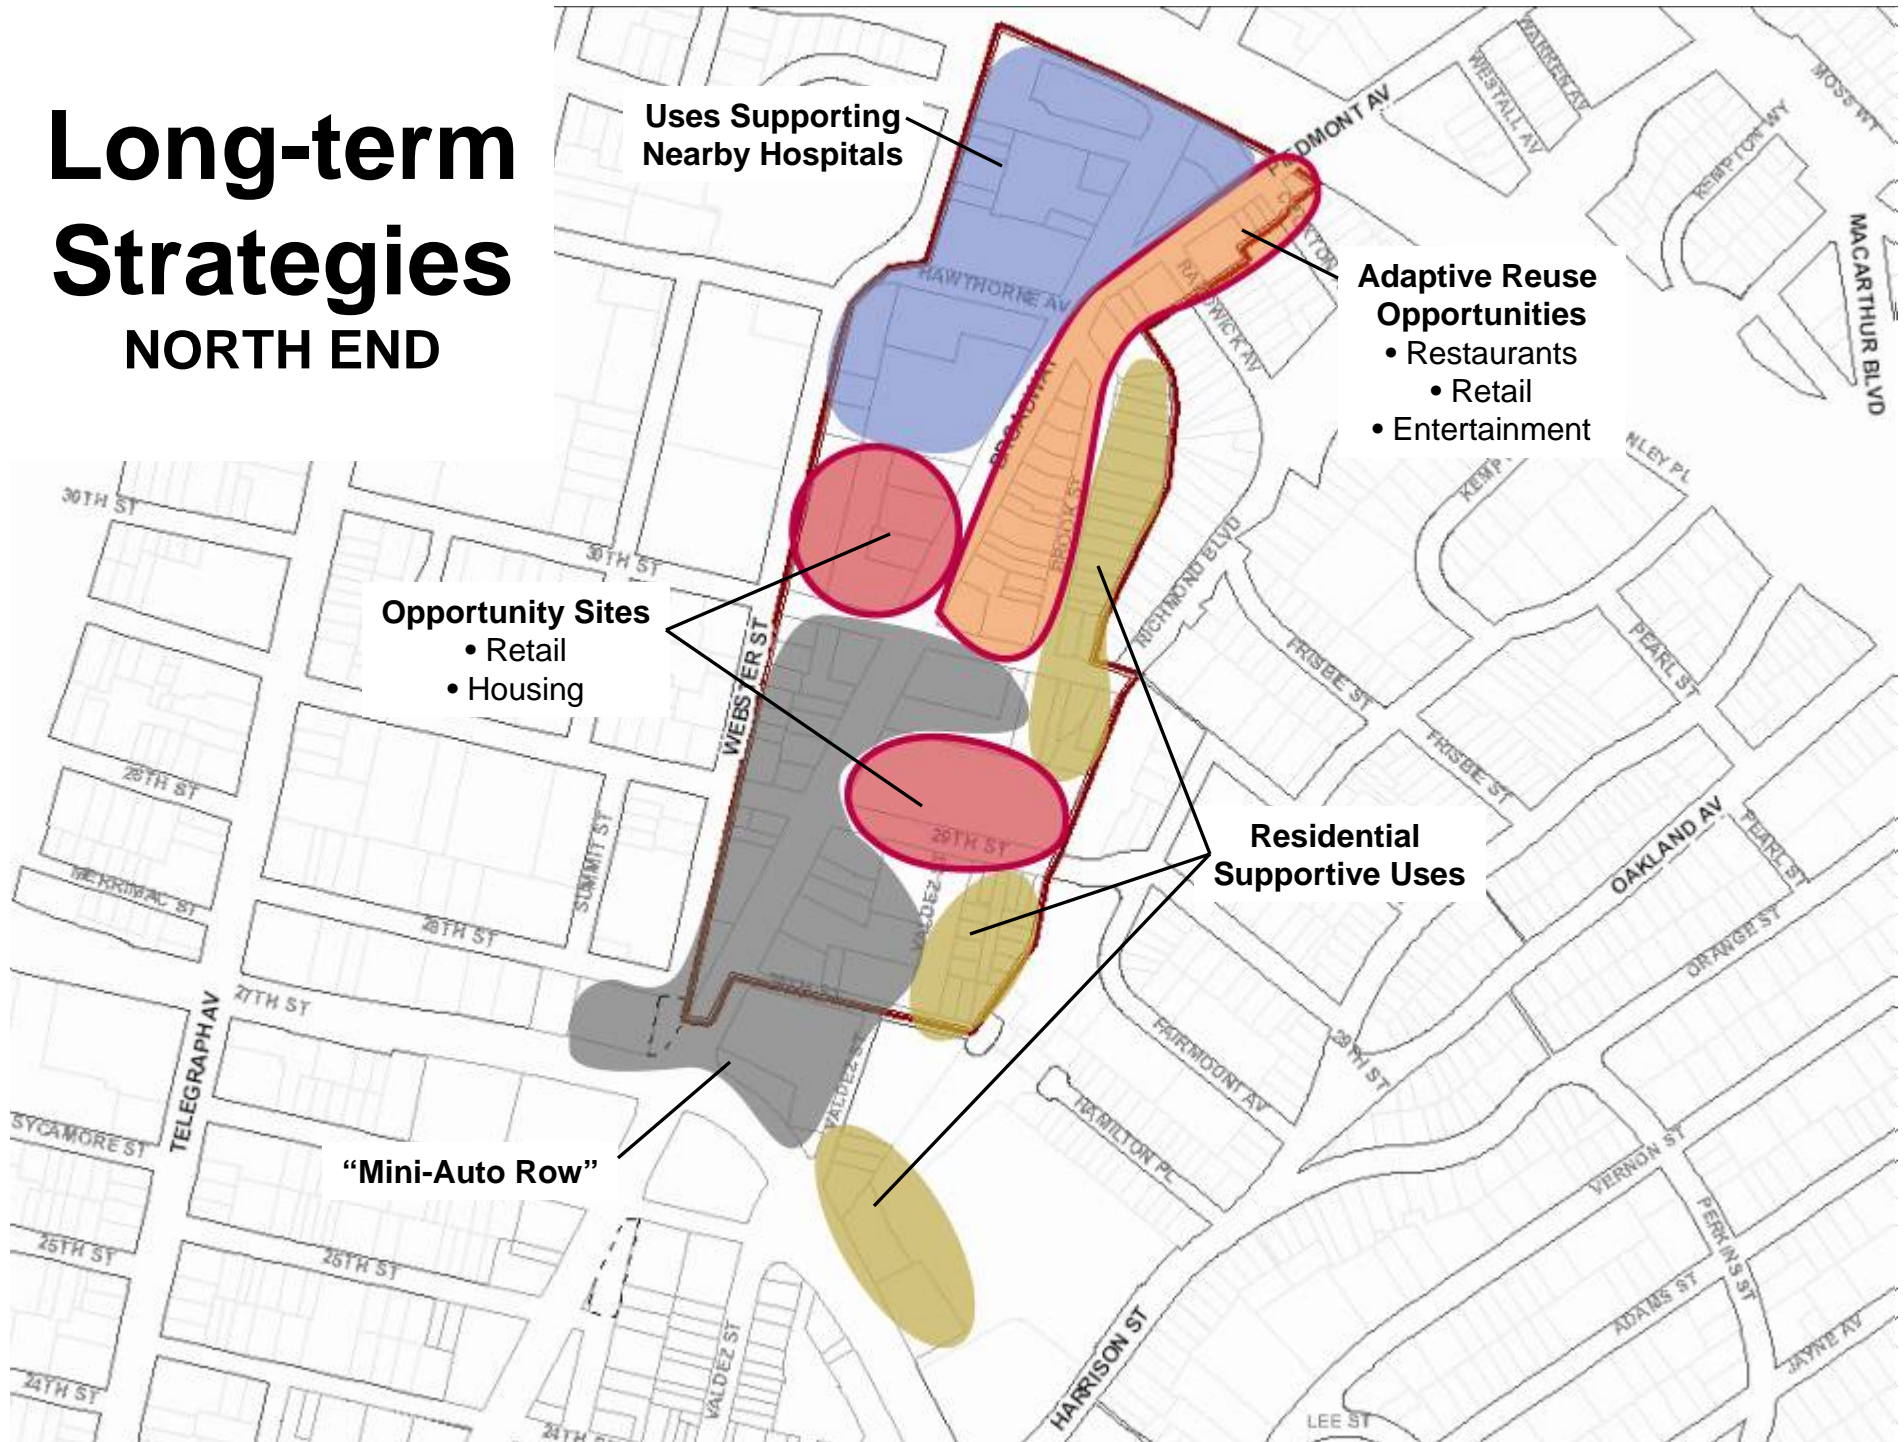 Long-term
Strategies
NORTH END
Uses Supporting
Nearby Hospitals
Adaptive Reuse
Opportunities
• Restaurants
• Retail
• Entertainment
Opportunity Sites
• Retail
• Housing
Residential
Supportive Uses
“Mini-Auto Row”
WARREN AV
WESTALL AV
MOSS WY
KEMPTON WY
MACARTHUR BLVD
HAWTHORNE AV
BROADWAY
BROOK ST
RICHMOND BLVD
30TH ST
30TH ST
WEBSTER ST
FRISBIE ST
FRISBIE ST
PEARL ST
PEARL ST
OAKLAND AV
ORANGE ST
29TH ST
29TH ST
VALDEZ ST
VALDEZ ST
SUMMIT ST
MERRIMAC ST
28TH ST
27TH ST
TELEGRAPH AV
SYCAMORE ST
25TH ST
25TH ST
24TH ST
FAIRMOUNT AV
HAMILTON PL
HARRISON ST
VERNON ST
PERKINS ST
ADAMS ST
JAYNE AV
LEE ST